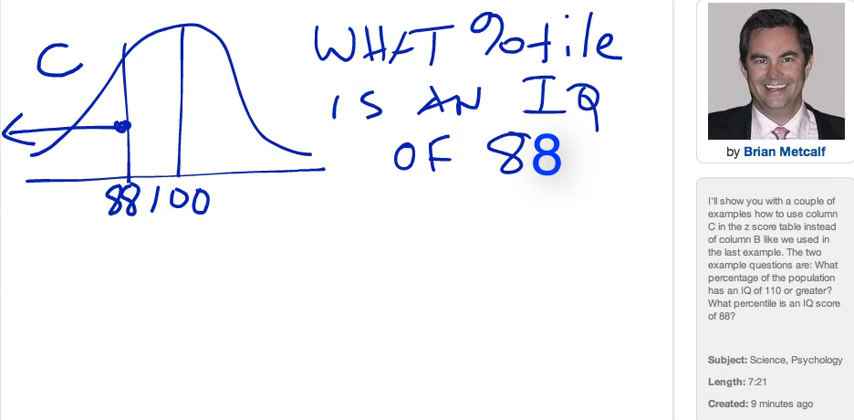 C
WHAT %tile
IS AN IQ
OF 88
88 100
by Brian Metcalf
I'll show you with a couple of
examples how to use column
C in the z score table instead
of column B like we used in
the last example. The two
example questions are: What
percentage of the population
has an IQ of 110 or greater?
What percentile is an IQ score
of 88?
Subject: Science, Psychology
Length: 7:21
Created: 9 minutes ago